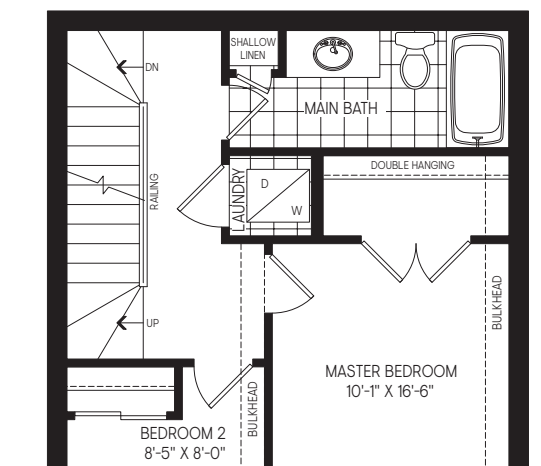 SHALLOW
LINEN
DN
MAIN BATH
DOUBLE HANGING
LAUNDRY
D
W
RAILING
BULKHEAD
UP
MASTER BEDROOM
10'-1" X 16'-6"
BULKHEAD
BEDROOM 2
8'-5" X 8'-0"